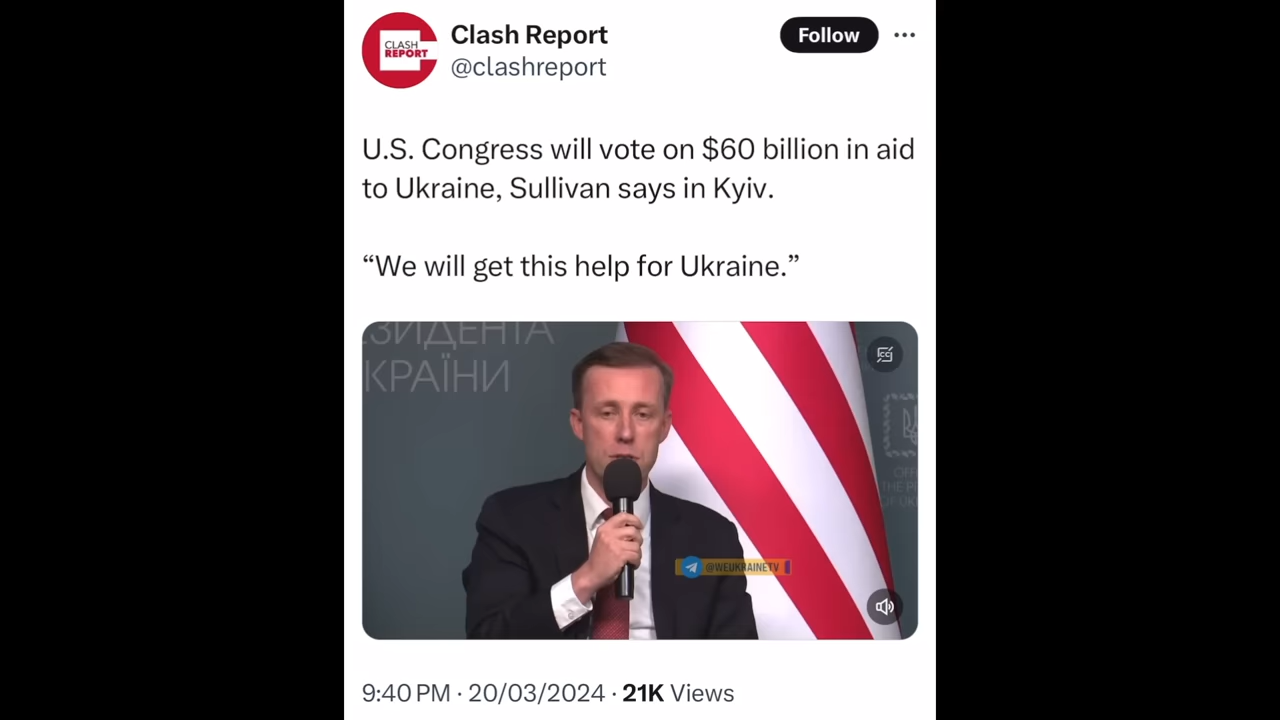 CLASH
REPORT
Clash Report
@clashreport
Follow
U.S. Congress will vote on $60 billion in aid
to Ukraine, Sullivan says in Kyiv.
“We will get this help for Ukraine.”
ЗИДЕНТА
КРАЇНИ
CC
@WEUKRAINETV
9:40 PM · 20/03/2024 · 21K Views